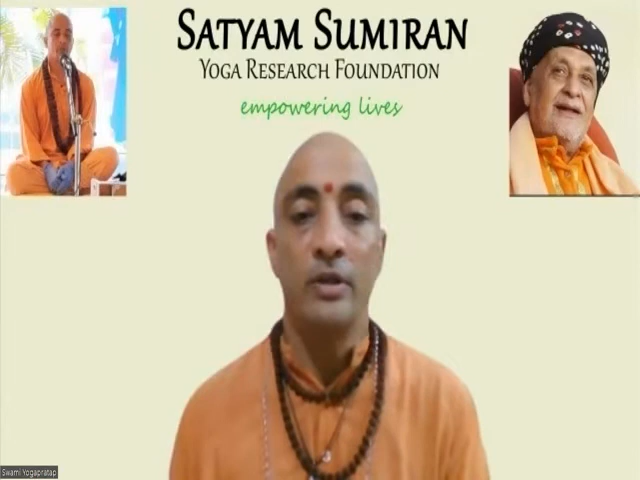 SATYAM SUMIRAN
YOGA RESEARCH FOUNDATION
empowering lives
Swami Yogapratap